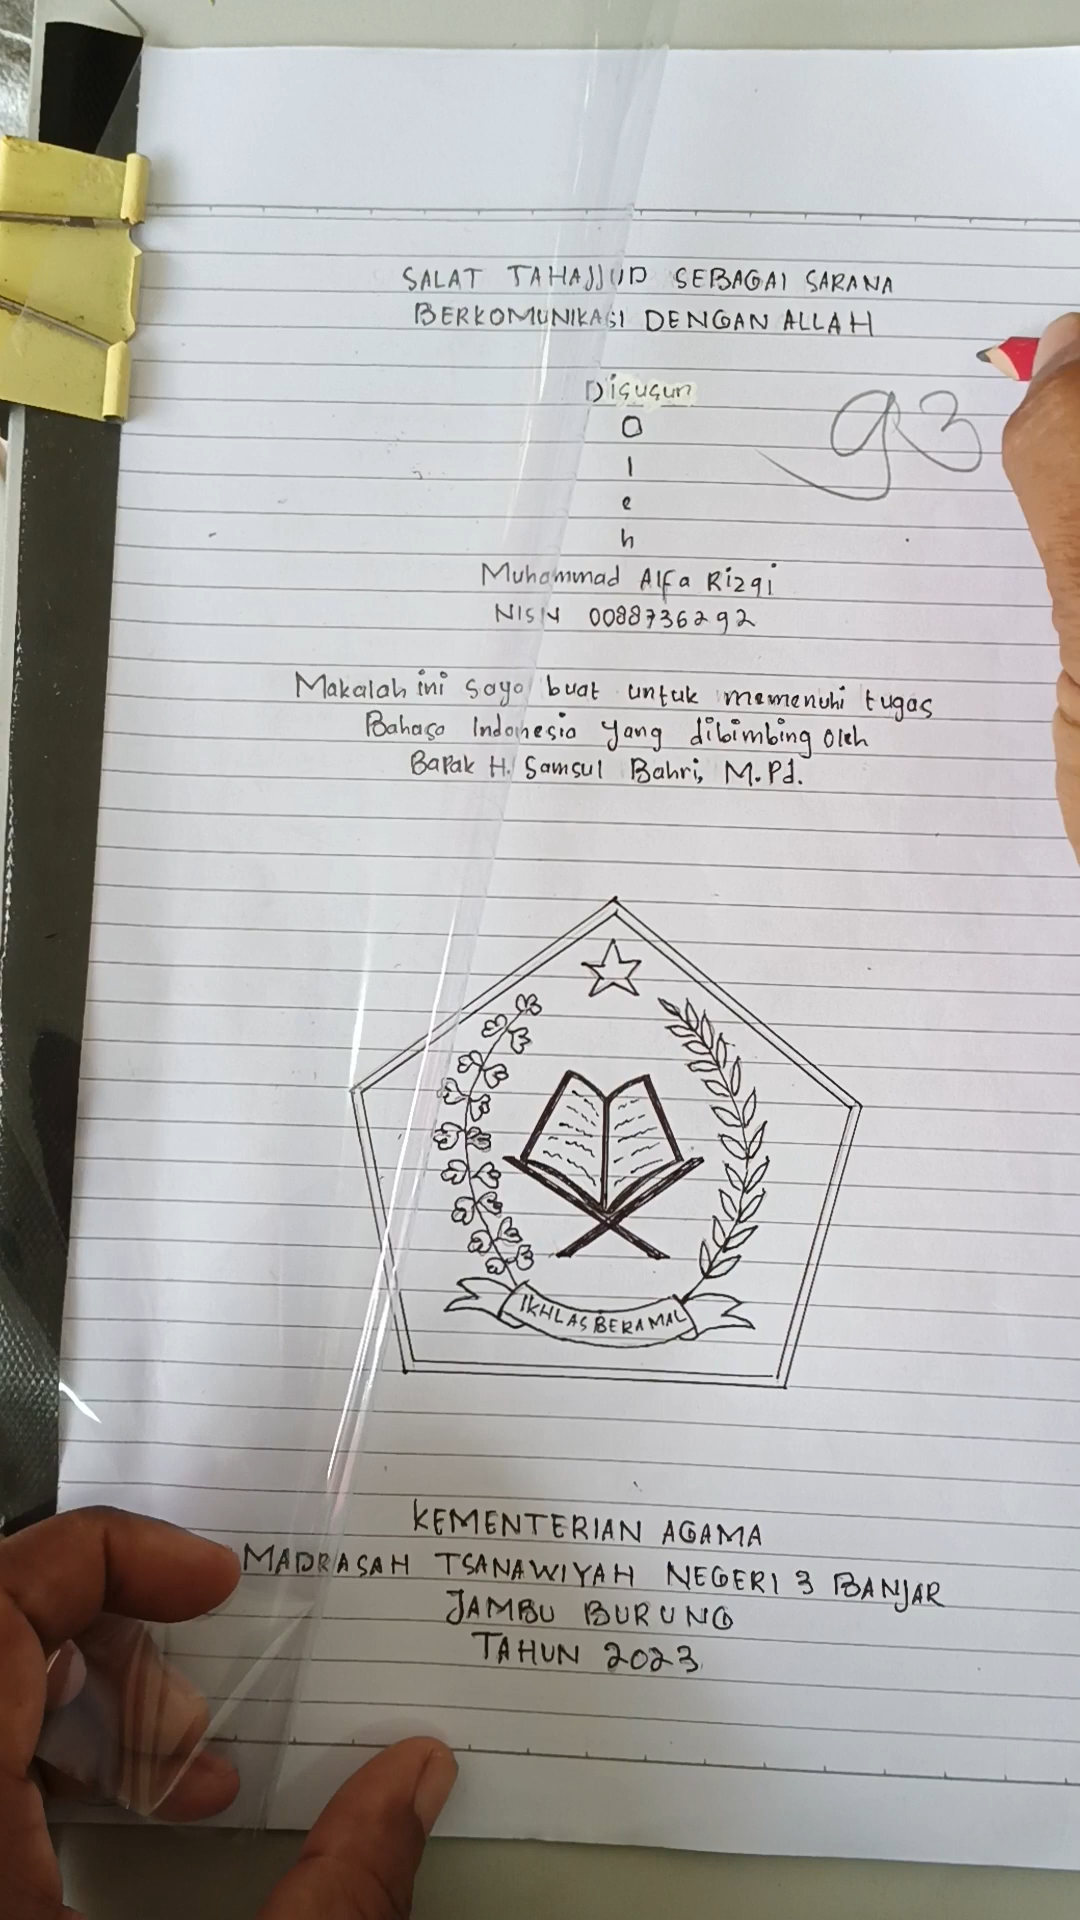 SALAT TAHAJJUD SEBAGAI SARANA
BERKOMUNIKASI DENGAN ALLAH
Disusun
93
O
l
e
h
Muhammad Alfa Rizqi
NISN 0088736292
Makalah ini saya buat untuk memenuhi tugas
Bahasa Indonesia yang dibimbing oleh
Bapak H. Samsul Bahri, M.Pd.
IKHLAS BERAMAL
KEMENTERIAN AGAMA
MADRASAH TSANAWIYAH NEGERI 3 BANJAR
JAMBU BURUNG
TAHUN 2023